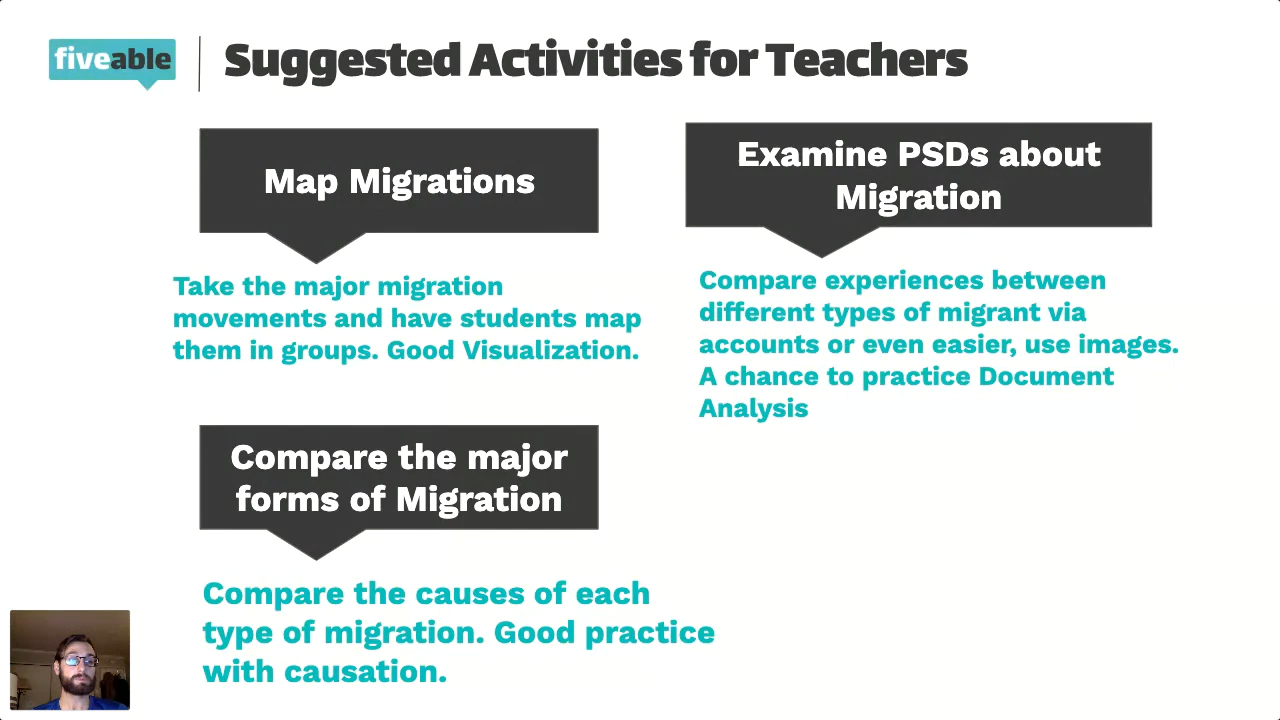 fiveable
Suggested Activities for Teachers
Map Migrations
Take the major migration
movements and have students map
them in groups. Good Visualization.
Examine PSDs about
Migration
Compare experiences between
different types of migrant via
accounts or even easier, use images.
A chance to practice Document
Analysis
Compare the major
forms of Migration
Compare the causes of each
type of migration. Good practice
with causation.